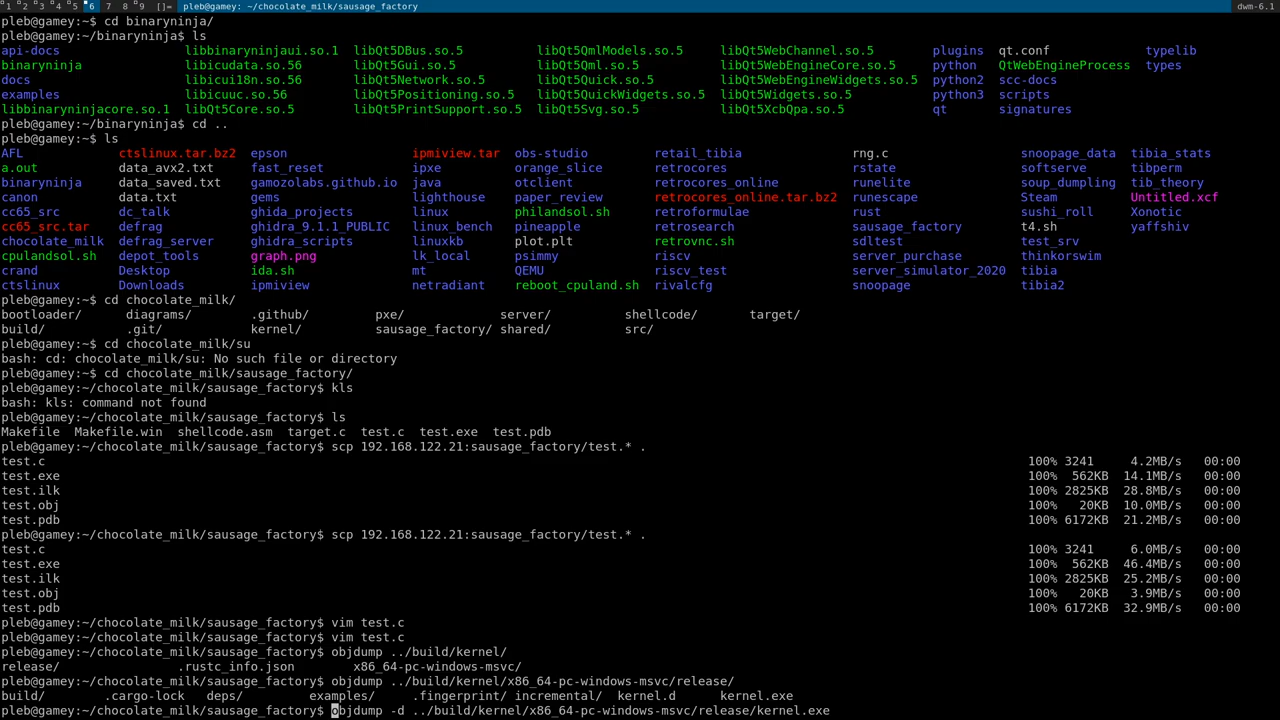 1 2 3 4 5 6 7 8 9 []= pleb@gamey: ~/chocolate_milk/sausage_factory dwm-6.1
pleb@gamey:~$ cd binaryninja/
pleb@gamey:~/binaryninja$ ls
api-docs libbinaryninjaui.so.1 libQt5DBus.so.5 libQt5QmlModels.so.5 libQt5WebChannel.so.5 plugins qt.conf typelib
binaryninja libicudata.so.56 libQt5Gui.so.5 libQt5Qml.so.5 libQt5WebEngineCore.so.5 python QtWebEngineProcess types
docs libicui18n.so.56 libQt5Network.so.5 libQt5Quick.so.5 libQt5WebEngineWidgets.so.5 python2 scc-docs
examples libicuuc.so.56 libQt5Positioning.so.5 libQt5QuickWidgets.so.5 libQt5Widgets.so.5 python3 scripts
libbinaryninjacore.so.1 libQt5Core.so.5 libQt5PrintSupport.so.5 libQt5Svg.so.5 libQt5XcbQpa.so.5 qt signatures
pleb@gamey:~/binaryninja$ cd ..
pleb@gamey:~$ ls
AFL ctslinux.tar.bz2 epson ipmiview.tar obs-studio retail_tibia rng.c snoopage_data tibia_stats
a.out data_avx2.txt fast_reset ipxe orange_slice retrocores rstate softserve tibperm
binaryninja data_saved.txt gamozolabs.github.io java otclient retrocores_online runelite soup_dumpling tib_theory
canon data.txt gems lighthouse paper_review retrocores_online.tar.bz2 runescape Steam Untitled.xcf
cc65_src dc_talk ghida_projects linux philandsol.sh retroformulae rust sushi_roll Xonotic
cc65_src.tar defrag ghidra_9.1.1_PUBLIC linux_bench pineapple retrosearch sausage_factory t4.sh yaffshiv
chocolate_milk defrag_server ghidra_scripts linuxkb plot.plt retrovnc.sh sdltest test_srv
cpulandsol.sh depot_tools graph.png lk_local psimmy riscv server_purchase thinkorswim
crand Desktop ida.sh mt QEMU riscv_test server_simulator_2020 tibia
ctslinux Downloads ipmiview netradiant reboot_cpuland.sh rivalcfg snoopage tibia2
pleb@gamey:~$ cd chocolate_milk/
bootloader/ diagrams/ .github/ pxe/ server/ shellcode/ target/
build/ .git/ kernel/ sausage_factory/ shared/ src/
pleb@gamey:~$ cd chocolate_milk/su
bash: cd: chocolate_milk/su: No such file or directory
pleb@gamey:~$ cd chocolate_milk/sausage_factory/
pleb@gamey:~/chocolate_milk/sausage_factory$ kls
bash: kls: command not found
pleb@gamey:~/chocolate_milk/sausage_factory$ ls
Makefile Makefile.win shellcode.asm target.c test.c test.exe test.pdb
pleb@gamey:~/chocolate_milk/sausage_factory$ scp 192.168.122.21:sausage_factory/test.* .
test.c 100% 3241 4.2MB/s 00:00
test.exe 100% 562KB 14.1MB/s 00:00
test.ilk 100% 2825KB 28.8MB/s 00:00
test.obj 100% 20KB 10.0MB/s 00:00
test.pdb 100% 6172KB 21.2MB/s 00:00
pleb@gamey:~/chocolate_milk/sausage_factory$ scp 192.168.122.21:sausage_factory/test.* .
test.c 100% 3241 6.0MB/s 00:00
test.exe 100% 562KB 46.4MB/s 00:00
test.ilk 100% 2825KB 25.2MB/s 00:00
test.obj 100% 20KB 3.9MB/s 00:00
test.pdb 100% 6172KB 32.9MB/s 00:00
pleb@gamey:~/chocolate_milk/sausage_factory$ vim test.c
pleb@gamey:~/chocolate_milk/sausage_factory$ vim test.c
pleb@gamey:~/chocolate_milk/sausage_factory$ objdump ../build/kernel/
release/ .rustc_info.json x86_64-pc-windows-msvc/
pleb@gamey:~/chocolate_milk/sausage_factory$ objdump ../build/kernel/x86_64-pc-windows-msvc/release/
build/ .cargo-lock deps/ examples/ .fingerprint/ incremental/ kernel.d kernel.exe
pleb@gamey:~/chocolate_milk/sausage_factory$ objdump -d ../build/kernel/x86_64-pc-windows-msvc/release/kernel.exe